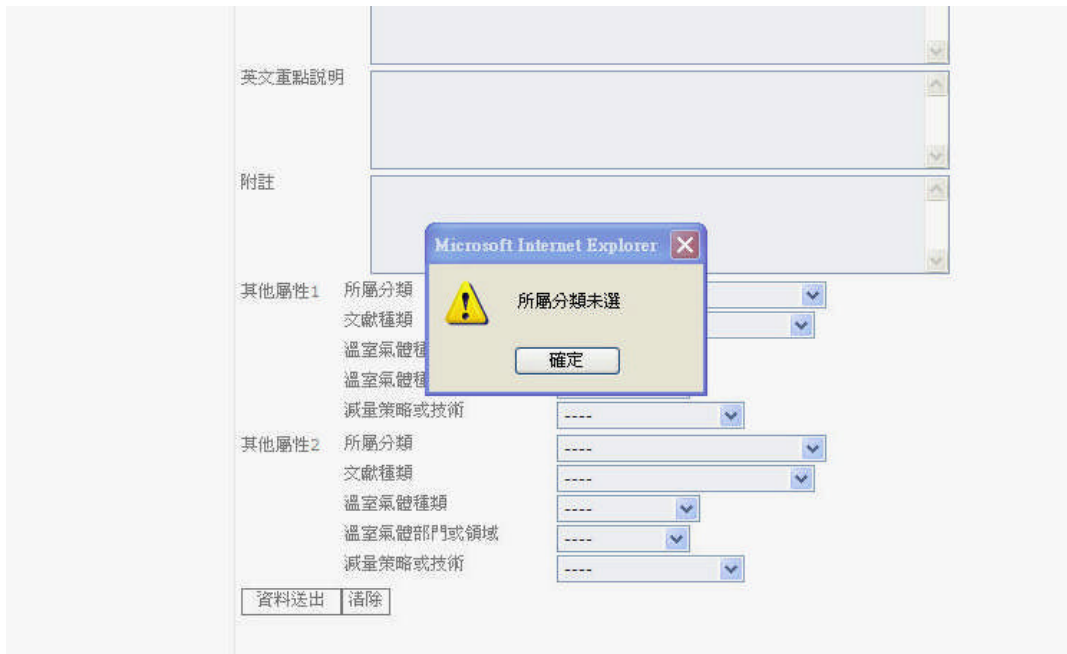 英文重點說明
附註
Microsoft Internet Explorer
所屬分類未選
確定
其他屬性1 所屬分類
文獻種類
溫室氣體種
溫室氣體種
減量策略或技術 ----
其他屬性2 所屬分類 ----
文獻種類 ----
溫室氣體種類 ----
溫室氣體部門或領域 ----
減量策略或技術 ----
資料送出 清除